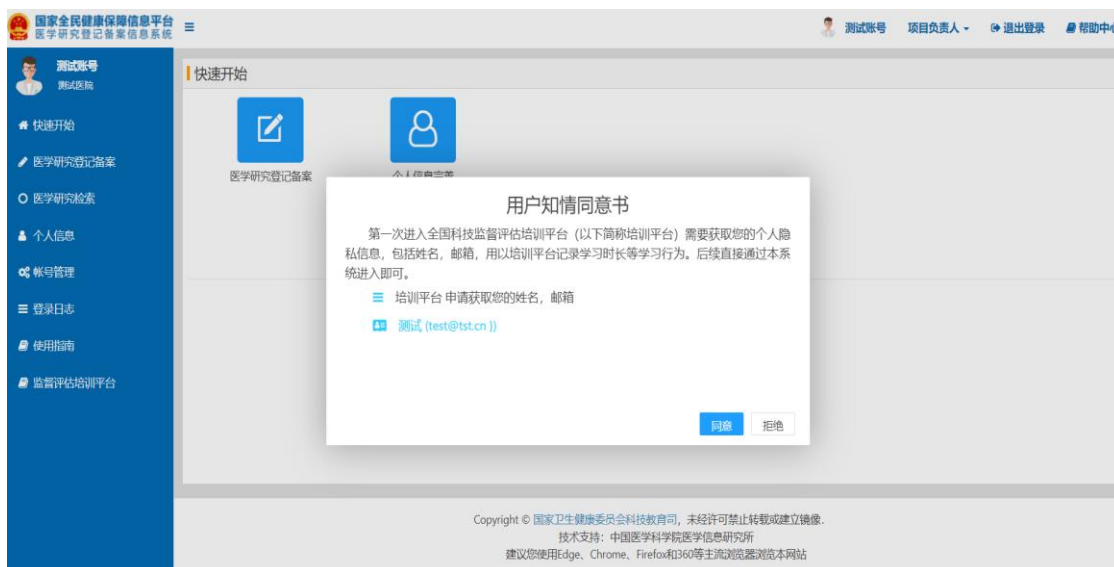 国家全民健康保障信息平台
医学研究登记备案信息系统
测试账号
项目负责人
退出登录
帮助中心
测试账号
测试医院
快速开始
医学研究登记备案
医学研究检索
个人信息
帐号管理
登录日志
使用指南
监督评估培训平台
快速开始
医学研究登记备案
个人信息完善
用户知情同意书
第一次进入全国科技监督评估培训平台（以下简称培训平台）需要获取您的个人隐
私信息，包括姓名，邮箱，用以培训平台记录学习时长等学习行为。后续直接通过本系
统进入即可。
培训平台 申请获取您的姓名，邮箱
测试 (test@tst.cn ))
同意
拒绝
Copyright © 国家卫生健康委员会科技教育司，未经许可禁止转载或建立镜像.
技术支持：中国医学科学院医学信息研究所
建议您使用Edge、Chrome、Firefox和360等主流浏览器浏览本网站